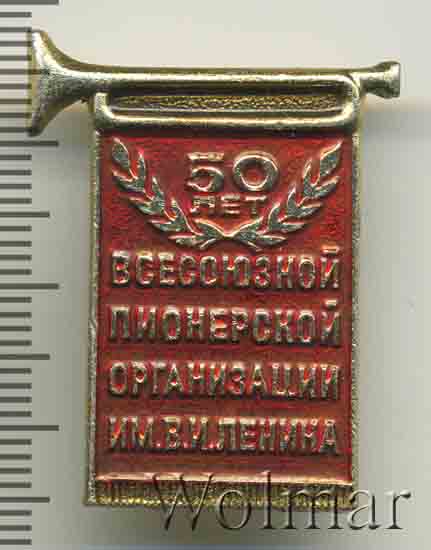 50
ЛЕТ
ВСЕСОЮЗНОЙ
ПИОНЕРСКОЙ
ОРГАНИЗАЦИИ
ИМ.В.И.ЛЕНИНА
Wolmar